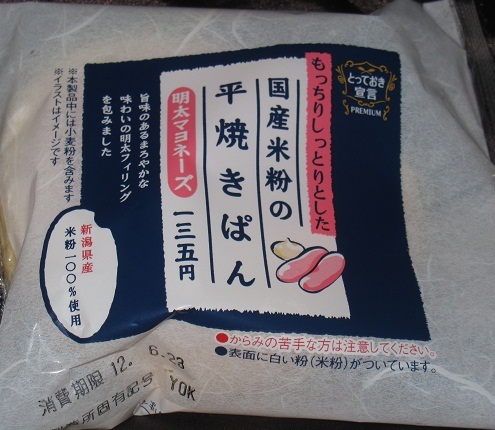 とっておき
宣言
PREMIUM
もっちりしっとりとした
国産米粉の
平焼きぱん
明太マヨネーズ
一三五円
旨味のあるまろやかな
味わいの明太フィリング
を包みました
※本製品中には小麦粉を含みます
※イラストはイメージです
新潟県産
米粉一〇〇%使用
●からみの苦手な方は注意してください。
●表面に白い粉(米粉)がついています。
消費期限 12. 6.23
所固有記号 YOK